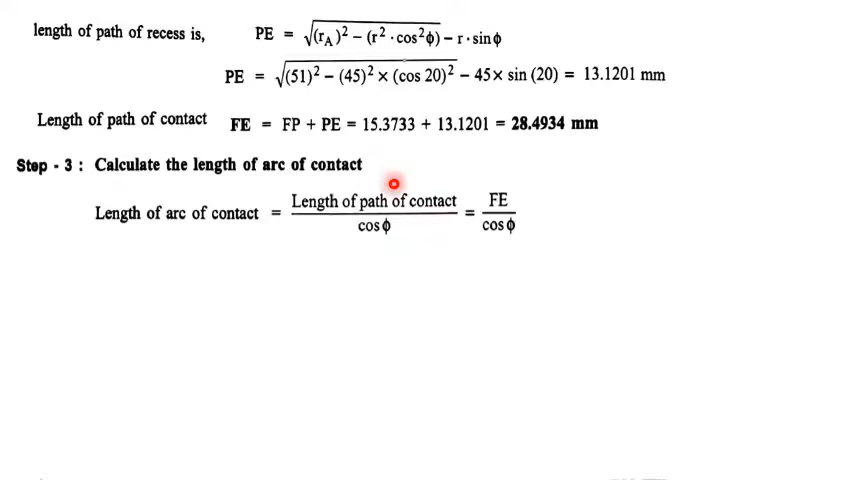 length of path of recess is, PE = √(r_A)² − (r² · cos²ϕ) − r · sinϕ
PE = √(51)² − (45)² × (cos 20)² − 45× sin (20) = 13.1201 mm
Length of path of contact FE = FP + PE = 15.3733 + 13.1201 = 28.4934 mm
Step - 3 : Calculate the length of arc of contact
Length of arc of contact = Length of path of contact / cosϕ = FE / cosϕ